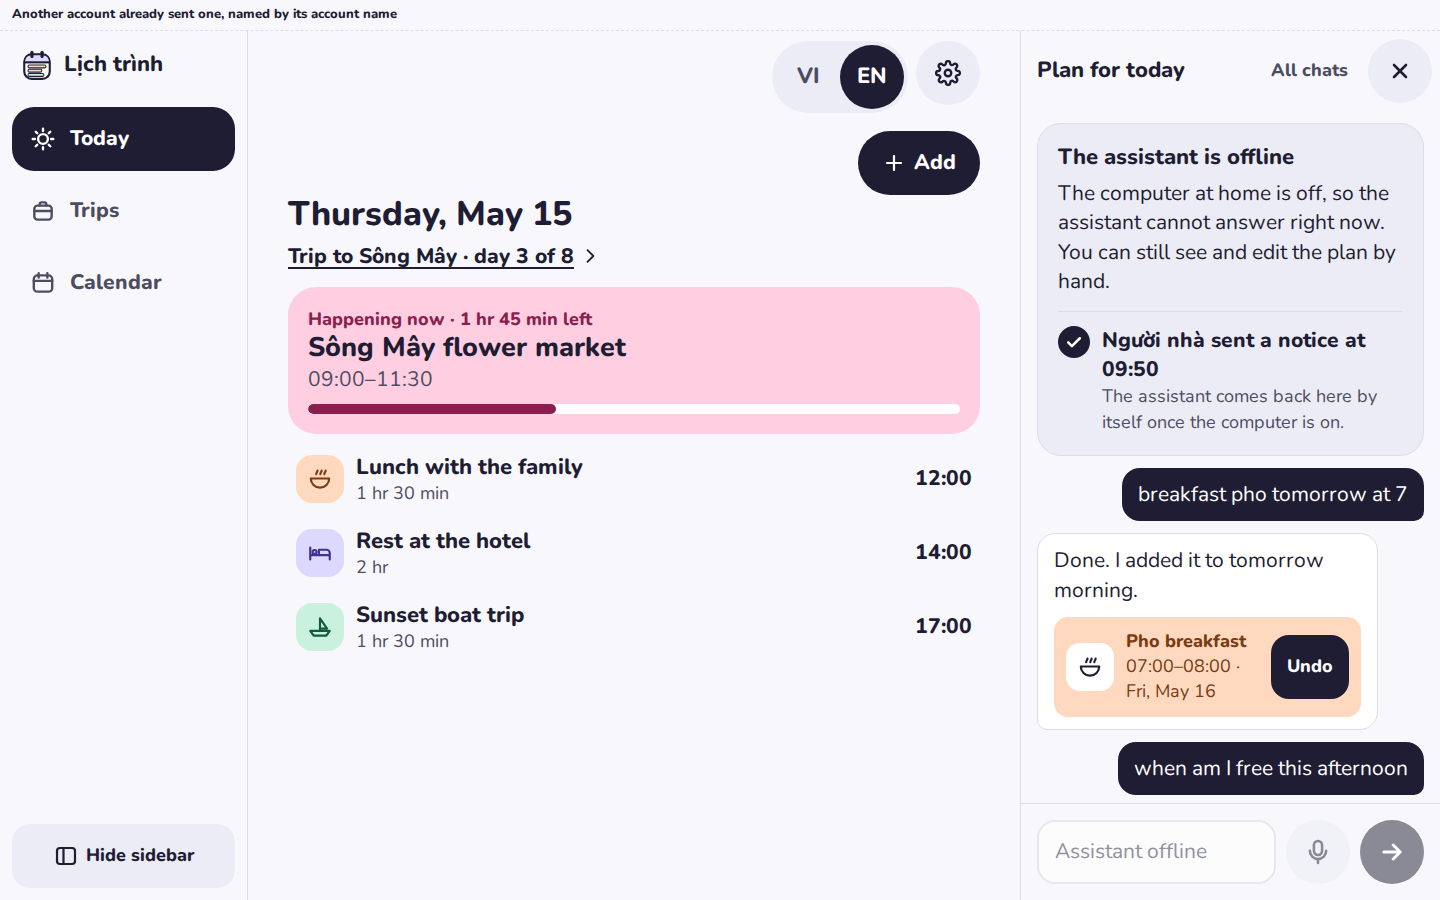 Another account already sent one, named by its account name
Lịch trình
Today
Trips
Calendar
Hide sidebar
VI
EN
Add
Thursday, May 15
Trip to Sông Mây · day 3 of 8
Happening now · 1 hr 45 min left
Sông Mây flower market
09:00–11:30
Lunch with the family
1 hr 30 min
12:00
Rest at the hotel
2 hr
14:00
Sunset boat trip
1 hr 30 min
17:00
Plan for today
All chats
The assistant is offline
The computer at home is off, so the
assistant cannot answer right now.
You can still see and edit the plan by
hand.
Người nhà sent a notice at
09:50
The assistant comes back here by
itself once the computer is on.
breakfast pho tomorrow at 7
Done. I added it to tomorrow
morning.
Pho breakfast
07:00–08:00 ·
Fri, May 16
Undo
when am I free this afternoon
Assistant offline